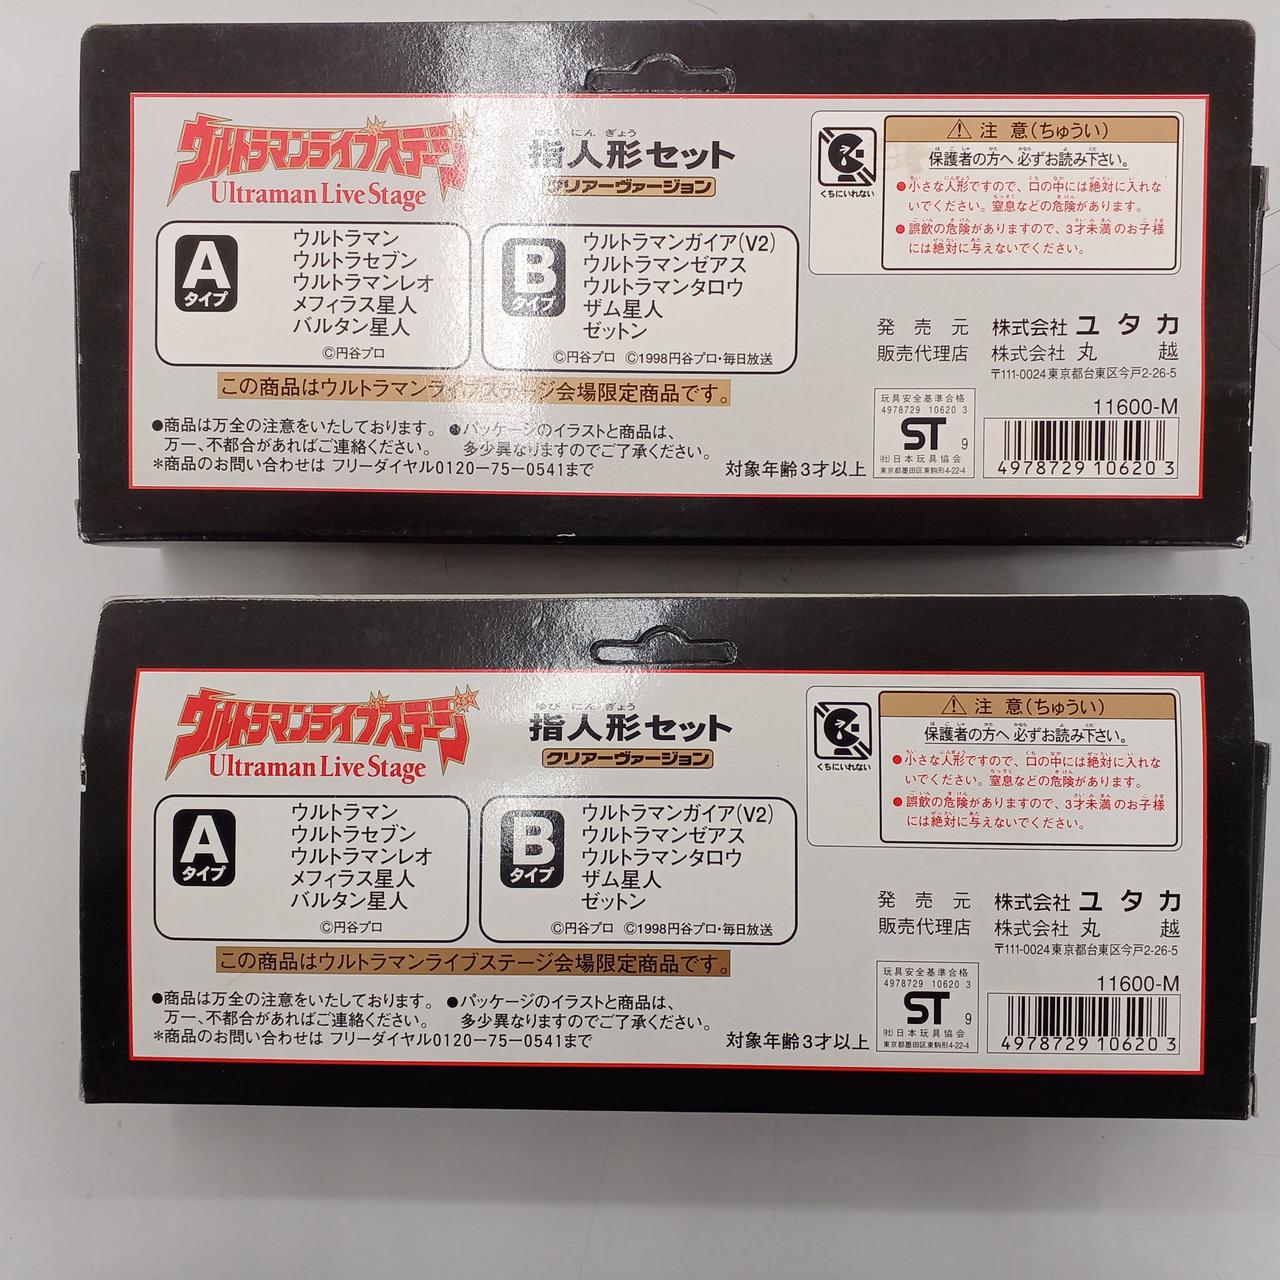 ウルトラマンライブステージ
Ultraman Live Stage
ゆび にん ぎょう
指人形セット
クリアーヴァージョン
A
タイプ
ウルトラマン
ウルトラセブン
ウルトラマンレオ
メフィラス星人
バルタン星人
©円谷プロ
B
タイプ
ウルトラマンガイア(V2)
ウルトラマンゼアス
ウルトラマンタロウ
ザム星人
ゼットン
©円谷プロ ©1998円谷プロ・毎日放送
この商品はウルトラマンライブステージ会場限定商品です。
●商品は万全の注意をいたしております。
万一、不都合があればご連絡ください。
●パッケージのイラストと商品は、
多少異なりますのでご了承ください。
*商品のお問い合わせは フリーダイヤル0120-75-0541まで
くちにいれない
⚠ 注 意(ちゅうい)
保護者の方へ 必ずお読み下さい。
●小さな人形ですので、口の中には絶対に入れな
いでください。窒息などの危険があります。
●誤飲の危険がありますので、3才未満のお子様
には絶対に与えないでください。
発 売 元 株式会社 ユタカ
販売代理店 株式会社 丸 越
〒111-0024東京都台東区今戸2-26-5
対象年齢3才以上
玩具安全基準合格
4978729 10620 3
ST 9
(社)日本玩具協会
東京都墨田区東駒形4-22-4
11600-M
4978729 10620 3
ウルトラマンライブステージ
Ultraman Live Stage
ゆび にん ぎょう
指人形セット
クリアーヴァージョン
A
タイプ
ウルトラマン
ウルトラセブン
ウルトラマンレオ
メフィラス星人
バルタン星人
©円谷プロ
B
タイプ
ウルトラマンガイア(V2)
ウルトラマンゼアス
ウルトラマンタロウ
ザム星人
ゼットン
©円谷プロ ©1998円谷プロ・毎日放送
この商品はウルトラマンライブステージ会場限定商品です。
●商品は万全の注意をいたしております。
万一、不都合があればご連絡ください。
●パッケージのイラストと商品は、
多少異なりますのでご了承ください。
*商品のお問い合わせは フリーダイヤル0120-75-0541まで
くちにいれない
⚠ 注 意(ちゅうい)
保護者の方へ 必ずお読み下さい。
●小さな人形ですので、口の中には絶対に入れな
いでください。窒息などの危険があります。
●誤飲の危険がありますので、3才未満のお子様
には絶対に与えないでください。
発 売 元 株式会社 ユタカ
販売代理店 株式会社 丸 越
〒111-0024東京都台東区今戸2-26-5
対象年齢3才以上
玩具安全基準合格
4978729 10620 3
ST 9
(社)日本玩具協会
東京都墨田区東駒形4-22-4
11600-M
4978729 10620 3